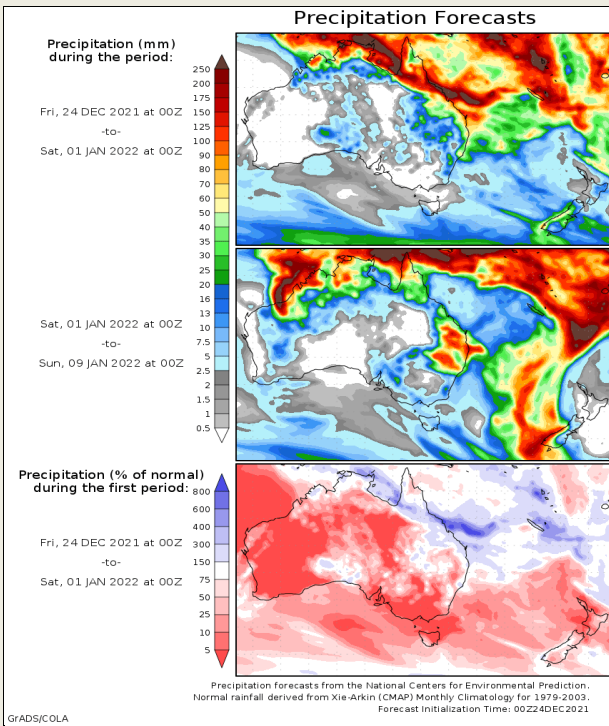 Precipitation Forecasts
Precipitation (mm)
during the period:
Fri, 24 DEC 2021 at 00Z
-to-
Sat, 01 JAN 2022 at 00Z
250
200
175
150
125
100
90
80
70
60
50
40
35
30
25
20
16
13
10
7.5
5
2.5
2
1.5
1
0.5
Sat, 01 JAN 2022 at 00Z
-to-
Sun, 09 JAN 2022 at 00Z
Precipitation (% of normal)
during the first period:
Fri, 24 DEC 2021 at 00Z
-to-
Sat, 01 JAN 2022 at 00Z
800
600
400
300
150
75
50
25
10
5
Precipitation forecasts from the National Centers for Environmental Prediction.
Normal rainfall derived from Xie-Arkin (CMAP) Monthly Climatology for 1979-2003.
Forecast Initialization Time: 00Z24DEC2021
GrADS/COLA